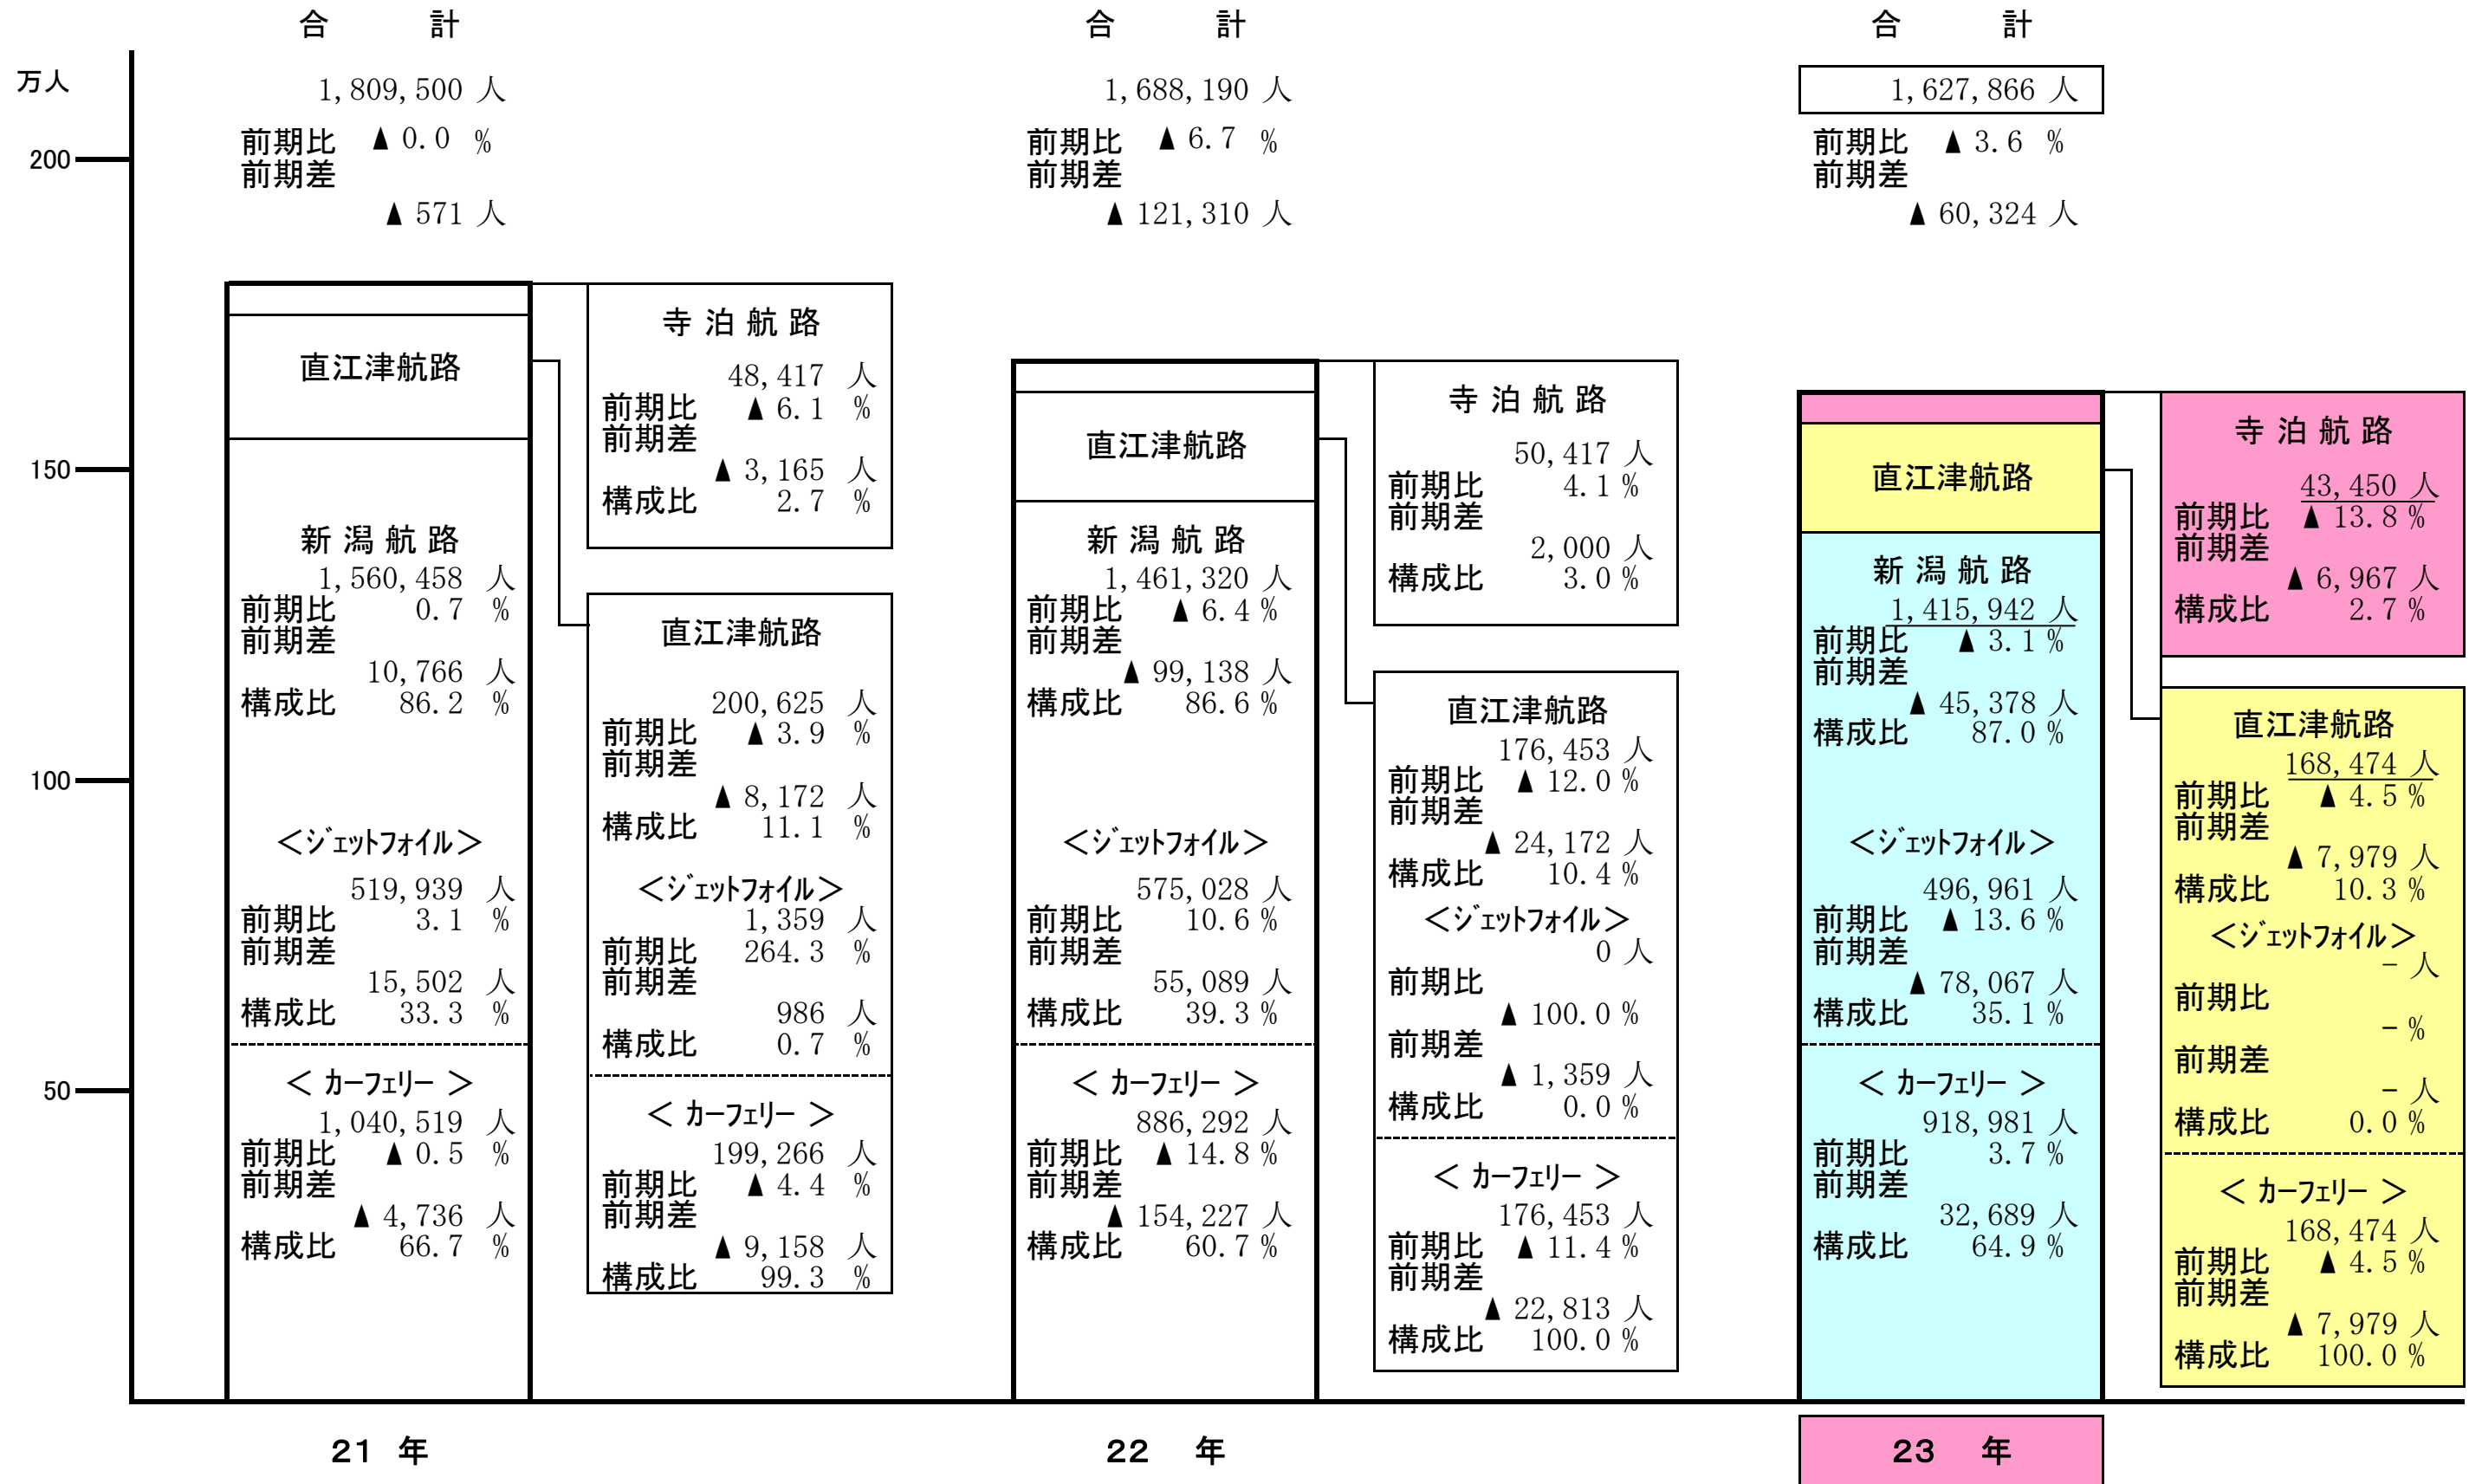 万人
200
150
100
50
合　計
1,809,500 人
前期比 ▲ 0.0 %
前期差
▲ 571 人
直江津航路
新潟航路
1,560,458 人
前期比 0.7 %
前期差
10,766 人
構成比 86.2 %
＜ジェットフォイル＞
519,939 人
前期比 3.1 %
前期差
15,502 人
構成比 33.3 %
＜ カーフェリー ＞
1,040,519 人
前期比 ▲ 0.5 %
前期差
▲ 4,736 人
構成比 66.7 %
寺泊航路
48,417 人
前期比 ▲ 6.1 %
前期差
▲ 3,165 人
構成比 2.7 %
直江津航路
200,625 人
前期比 ▲ 3.9 %
前期差
▲ 8,172 人
構成比 11.1 %
＜ジェットフォイル＞
1,359 人
前期比 264.3 %
前期差
986 人
構成比 0.7 %
＜ カーフェリー ＞
199,266 人
前期比 ▲ 4.4 %
前期差
▲ 9,158 人
構成比 99.3 %
21 年
合　計
1,688,190 人
前期比 ▲ 6.7 %
前期差
▲ 121,310 人
直江津航路
新潟航路
1,461,320 人
前期比 ▲ 6.4 %
前期差
▲ 99,138 人
構成比 86.6 %
＜ジェットフォイル＞
575,028 人
前期比 10.6 %
前期差
55,089 人
構成比 39.3 %
＜ カーフェリー ＞
886,292 人
前期比 ▲ 14.8 %
前期差
▲ 154,227 人
構成比 60.7 %
寺泊航路
50,417 人
前期比 4.1 %
前期差
2,000 人
構成比 3.0 %
直江津航路
176,453 人
前期比 ▲ 12.0 %
前期差
▲ 24,172 人
構成比 10.4 %
＜ジェットフォイル＞
0 人
前期比
▲ 100.0 %
前期差
▲ 1,359 人
構成比 0.0 %
＜ カーフェリー ＞
176,453 人
前期比 ▲ 11.4 %
前期差
▲ 22,813 人
構成比 100.0 %
22 年
合　計
1,627,866 人
前期比 ▲ 3.6 %
前期差
▲ 60,324 人
直江津航路
新潟航路
1,415,942 人
前期比 ▲ 3.1 %
前期差
▲ 45,378 人
構成比 87.0 %
＜ジェットフォイル＞
496,961 人
前期比 ▲ 13.6 %
前期差
▲ 78,067 人
構成比 35.1 %
＜ カーフェリー ＞
918,981 人
前期比 3.7 %
前期差
32,689 人
構成比 64.9 %
寺泊航路
43,450 人
前期比 ▲ 13.8 %
前期差
▲ 6,967 人
構成比 2.7 %
直江津航路
168,474 人
前期比 ▲ 4.5 %
前期差
▲ 7,979 人
構成比 10.3 %
＜ジェットフォイル＞
- 人
前期比
- %
前期差
- 人
構成比 0.0 %
＜ カーフェリー ＞
168,474 人
前期比 ▲ 4.5 %
前期差
▲ 7,979 人
構成比 100.0 %
23 年